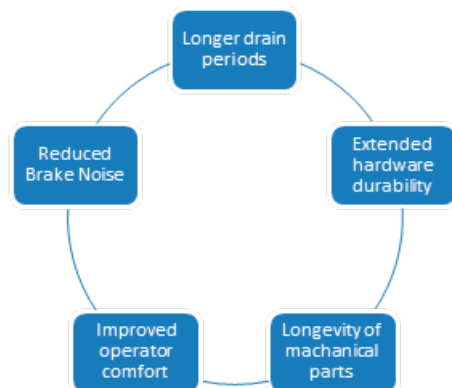 Longer drain
periods
Extended
hardware
durability
Longevity of
machanical
parts
Improved
operator
comfort
Reduced
Brake Noise